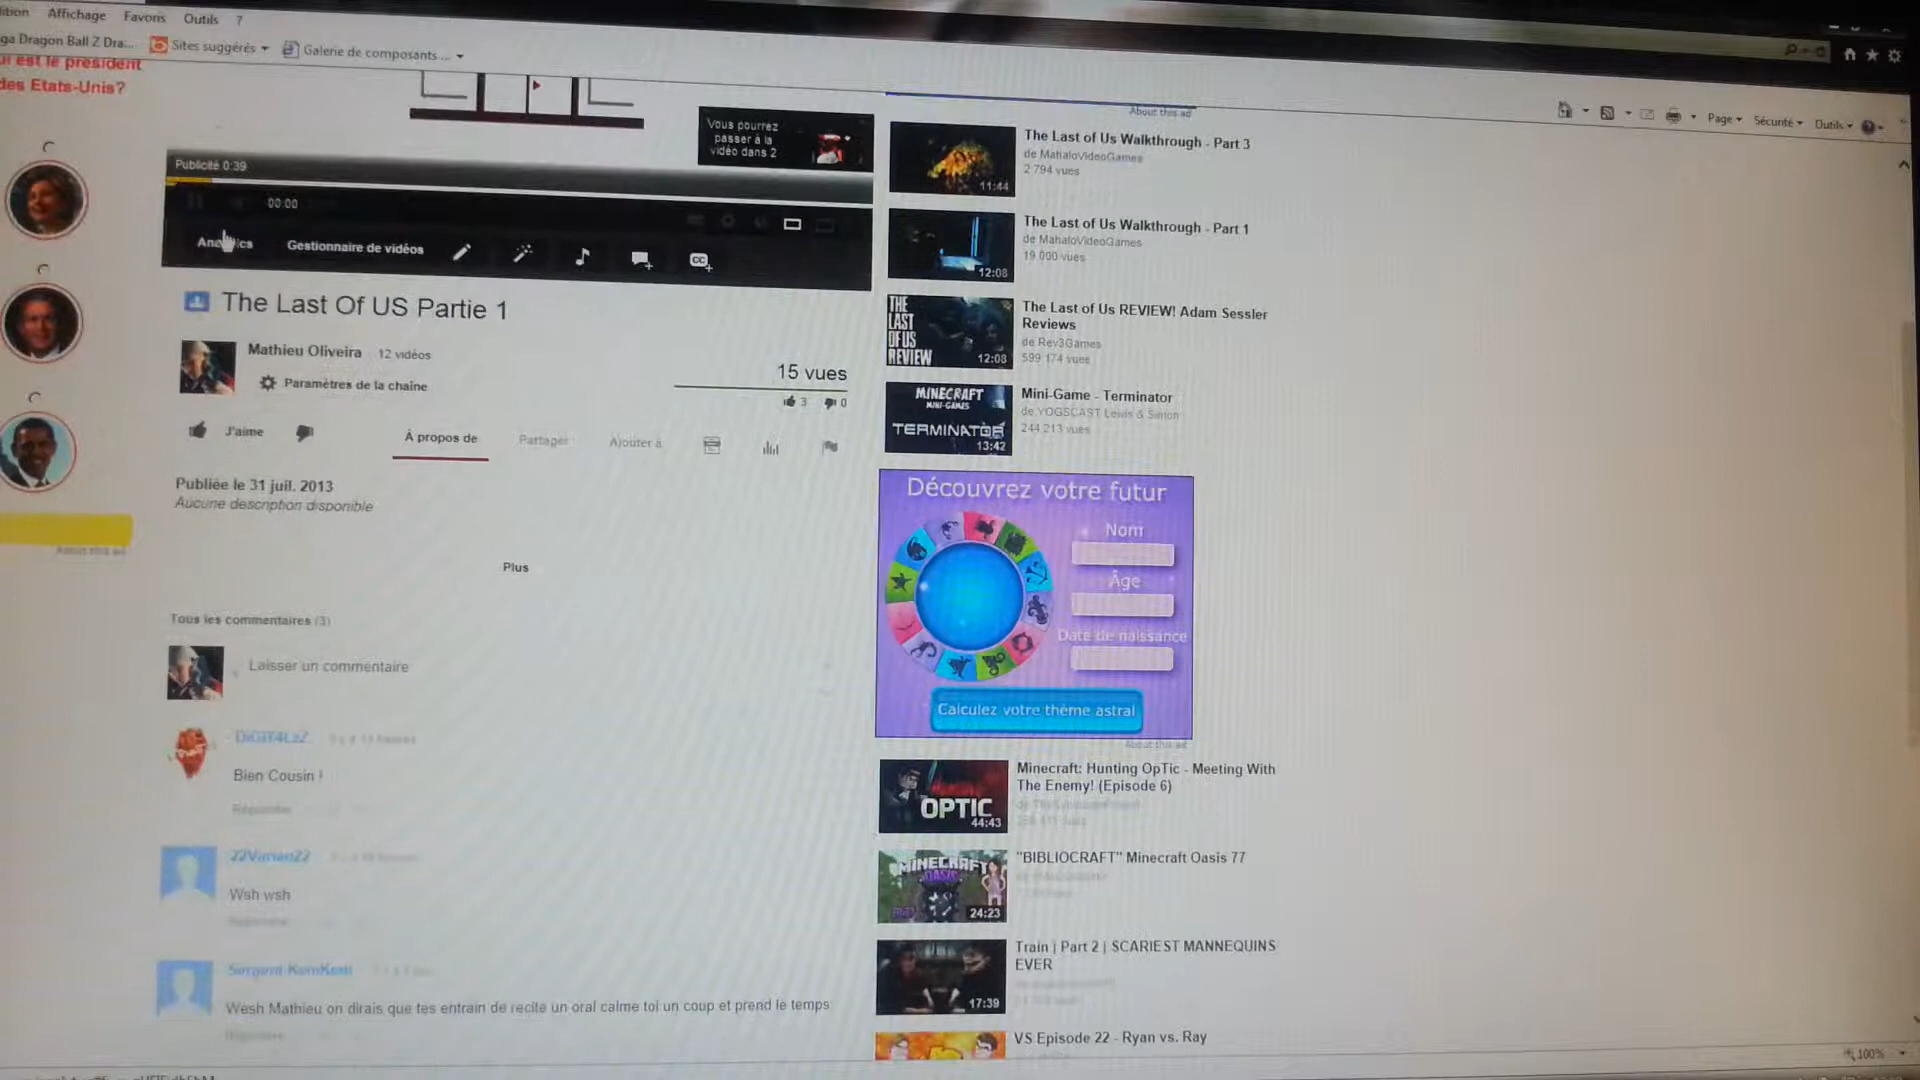 Affichage Favoris Outils ?
Dragon Ball Z Dra... Sites suggérés Galerie de composants ...
est le président
des Etats-Unis?
Page Sécurité Outils
About this ad
Vous pourrez
passer à la
vidéo dans 2
Publicité 0:39
00:00
Gestionnaire de vidéos
CC
The Last Of US Partie 1
Mathieu Oliveira 12 vidéos
Paramètres de la chaîne
15 vues
3 0
J'aime
À propos de Partager Ajouter à
Publiée le 31 juil. 2013
Aucune description disponible
Plus
About this ad
Tous les commentaires (3)
Laisser un commentaire
Bien Cousin !
Répondre
22Varian22
Wsh wsh
Wesh Mathieu on dirais que tes entrain de recite un oral calme toi un coup et prend le temps
The Last of Us Walkthrough - Part 3
de MahaloVideoGames
2 794 vues
11:44
The Last of Us Walkthrough - Part 1
de MahaloVideoGames
19 000 vues
12:08
The Last of Us REVIEW! Adam Sessler
Reviews
de Rev3Games
599 174 vues
THE
LAST
OF US
REVIEW
12:08
Mini-Game - Terminator
de YOGSCAST Lewis & Simon
244 213 vues
MINECRAFT
MINI-GAMES
TERMINATOR
13:42
Découvrez votre futur
Nom
Âge
Date de naissance
Calculez votre thème astral
About this ad
Minecraft: Hunting OpTic - Meeting With
The Enemy! (Episode 6)
OPTIC
44:43
"BIBLIOCRAFT" Minecraft Oasis 77
MINECRAFT
OASIS
24:23
Train | Part 2 | SCARIEST MANNEQUINS
EVER
17:39
VS Episode 22 - Ryan vs. Ray
100%